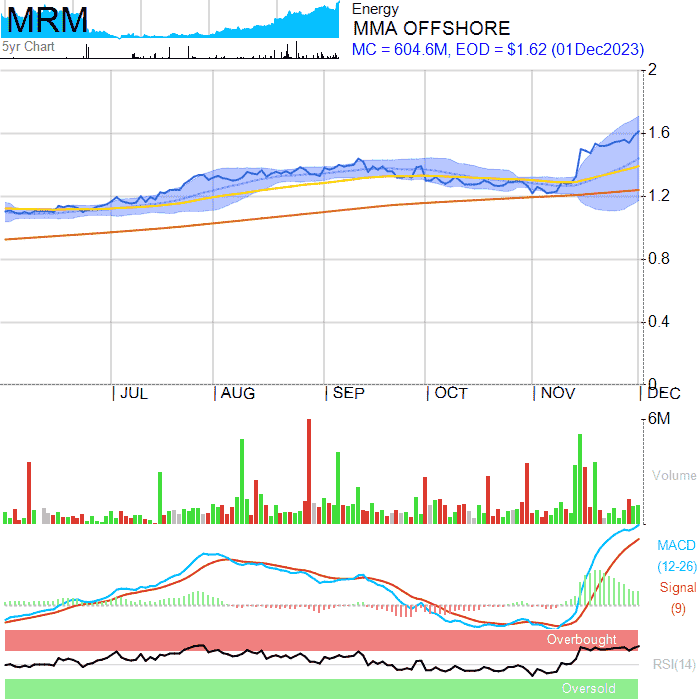 MRM
5yr Chart
Energy
MMA OFFSHORE
MC = 604.6M, EOD = $1.62 (01Dec2023)
2
1.6
1.2
0.8
0.4
0
JUL AUG SEP OCT NOV DEC
6M
Volume
MACD
(12-26)
Signal
(9)
Overbought
RSI(14)
Oversold